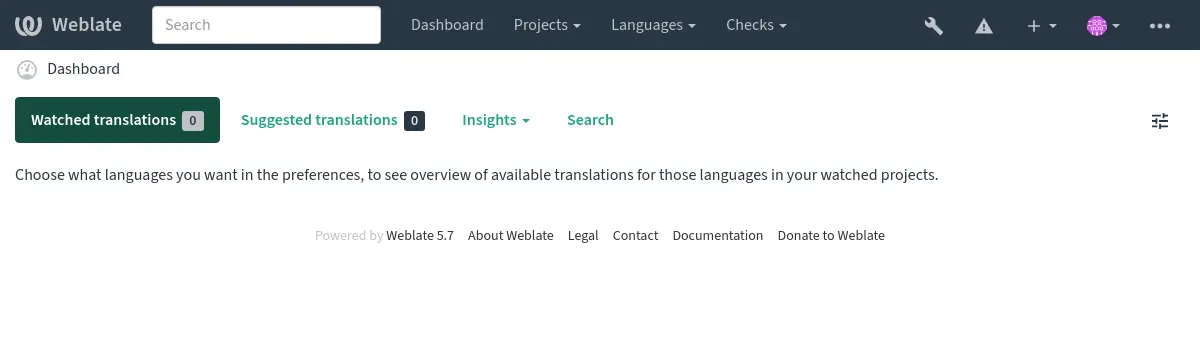 Weblate Search Dashboard Projects Languages Checks
Dashboard
Watched translations 0 Suggested translations 0 Insights Search
Choose what languages you want in the preferences, to see overview of available translations for those languages in your watched projects.
Powered by Weblate 5.7 About Weblate Legal Contact Documentation Donate to Weblate